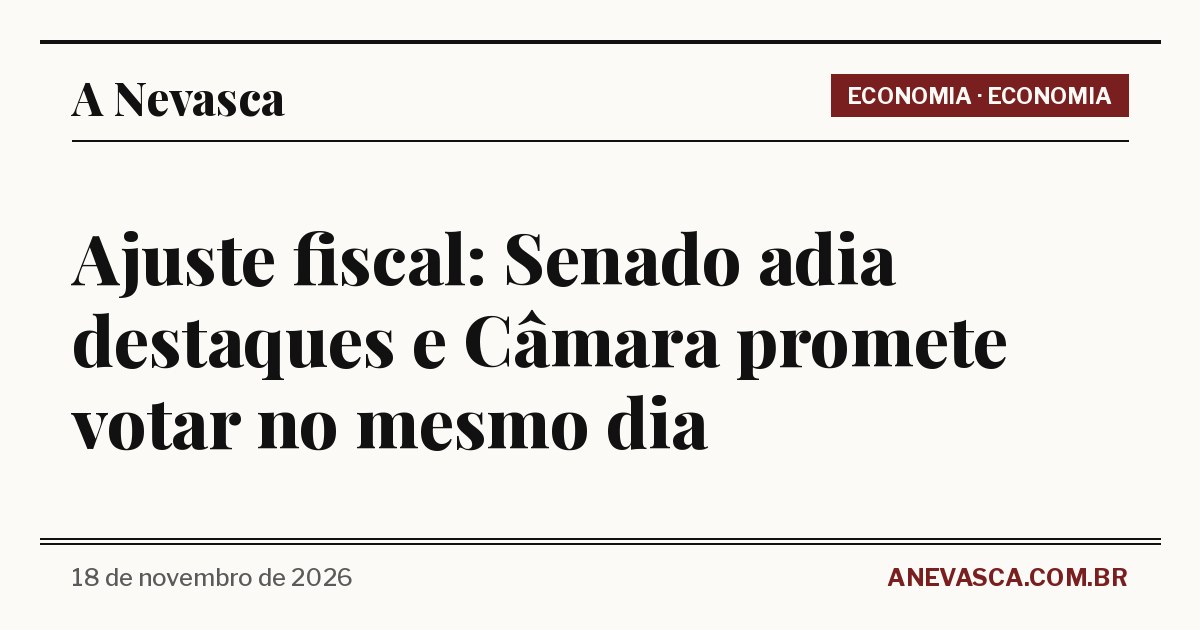 A Nevasca
ECONOMIA · ECONOMIA
Ajuste fiscal: Senado adia
destaques e Câmara promete
votar no mesmo dia
18 de novembro de 2026
ANEVASCA.COM.BR